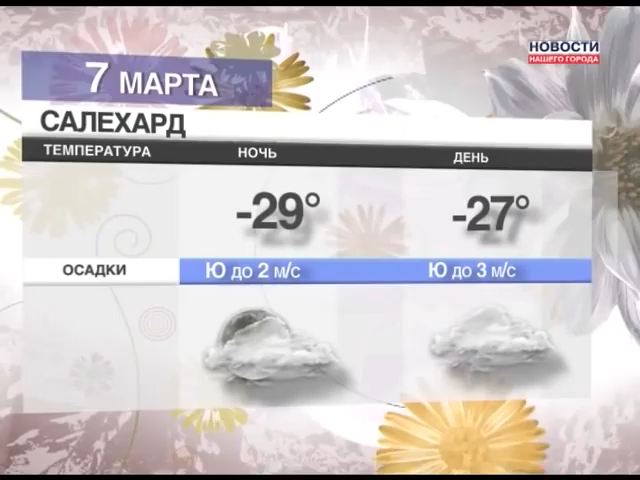 НОВОСТИ
НАШЕГО ГОРОДА
7 МАРТА
САЛЕХАРД
ТЕМПЕРАТУРА НОЧЬ ДЕНЬ
-29° -27°
ОСАДКИ Ю ДО 2 М/С Ю ДО 3 М/С